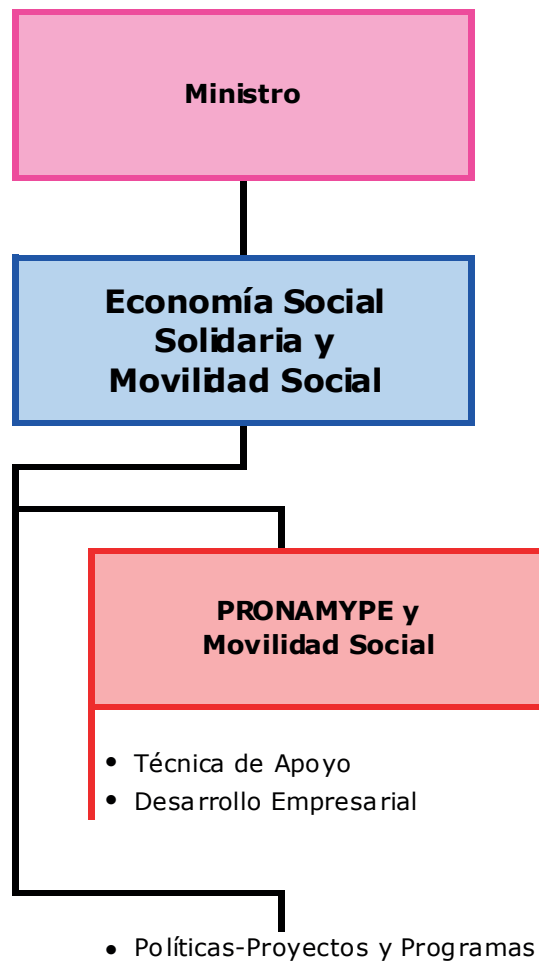 Ministro
Economía Social
Solidaria y
Movilidad Social
PRONAMYPE y
Movilidad Social
• Técnica de Apoyo
• Desarrollo Empresarial
• Políticas-Proyectos y Programas